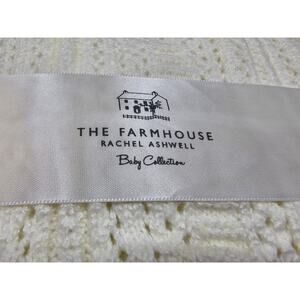 THE FARMHOUSE
RACHEL ASHWELL
Baby Collection